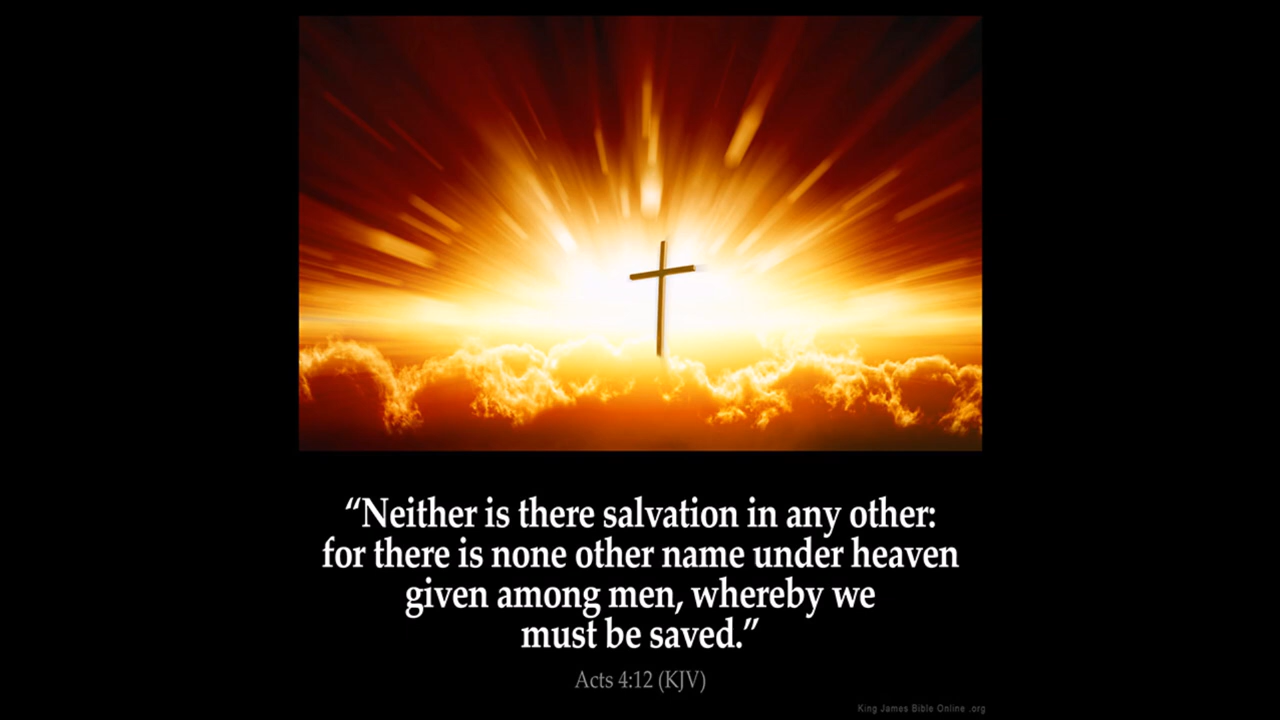 “Neither is there salvation in any other:
for there is none other name under heaven
given among men, whereby we
must be saved.”
Acts 4:12 (KJV)
King James Bible Online .org